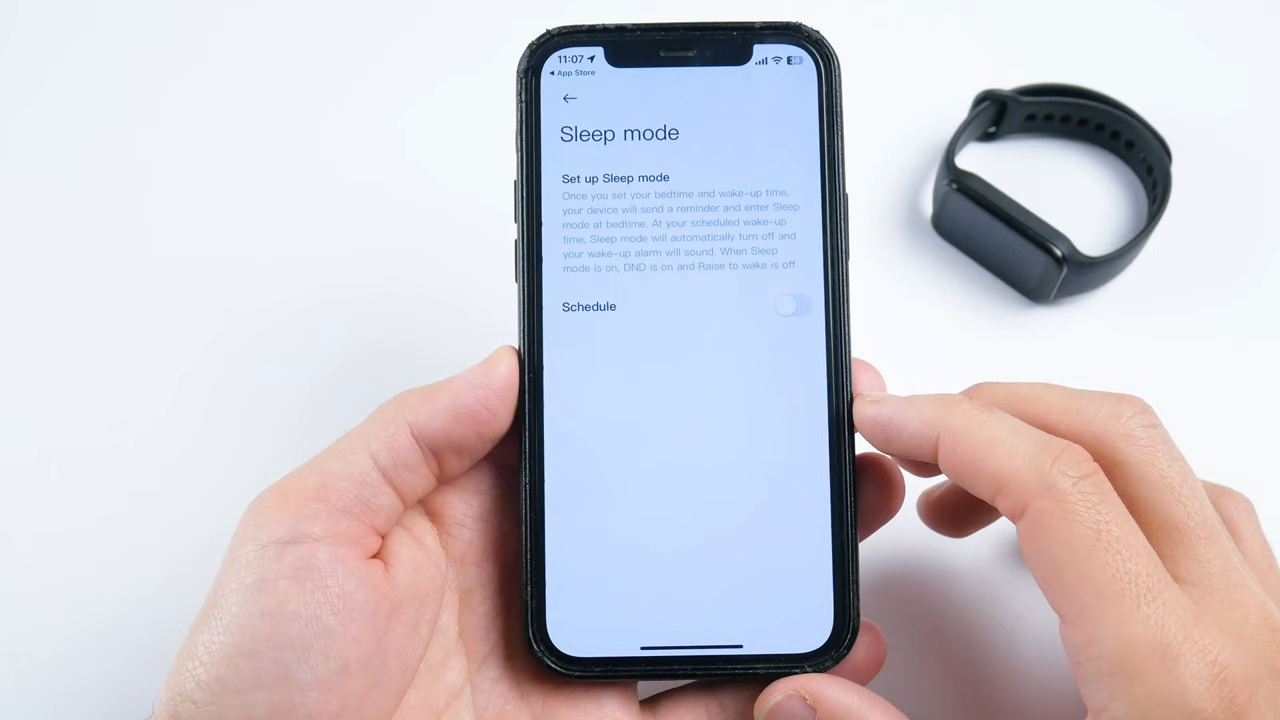 11:07
34
◀ App Store
←
Sleep mode
Set up Sleep mode
Once you set your bedtime and wake-up time,
your device will send a reminder and enter Sleep
mode at bedtime. At your scheduled wake-up
time, Sleep mode will automatically turn off and
your wake-up alarm will sound. When Sleep
mode is on, DND is on and Raise to wake is off.
Schedule